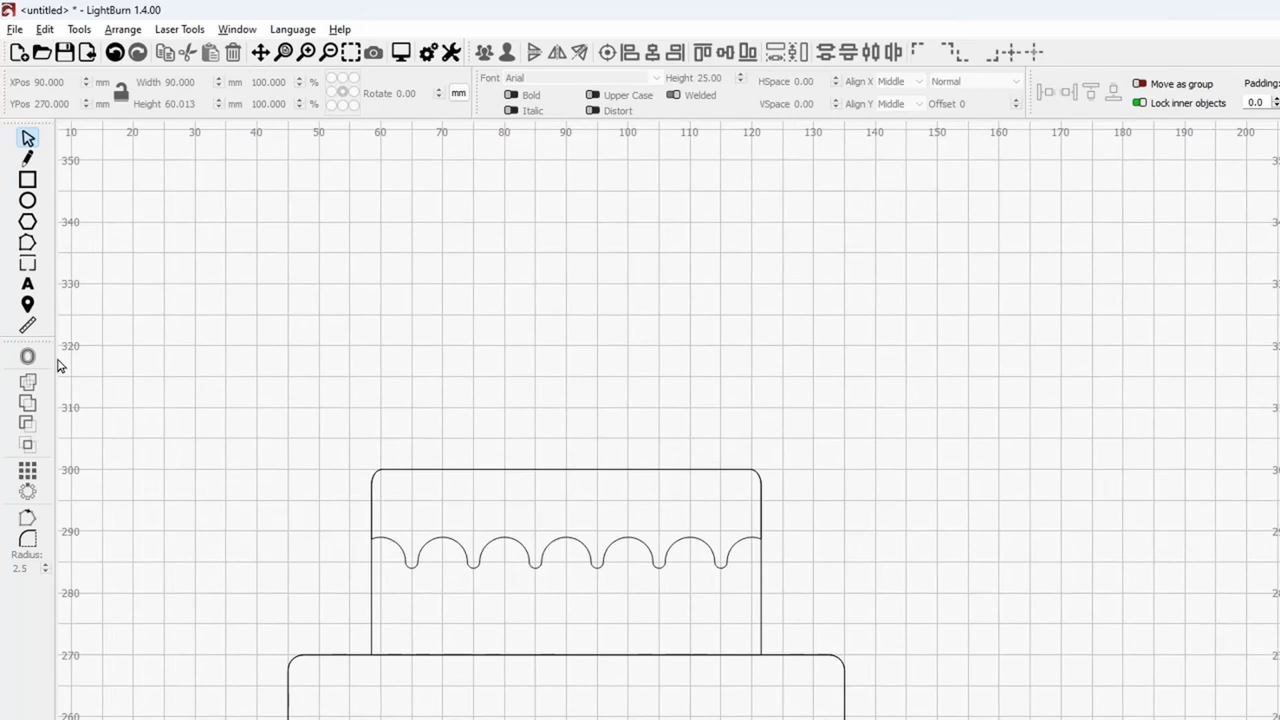 <untitled> * - LightBurn 1.4.00
File Edit Tools Arrange Laser Tools Window Language Help
XPos 90.000 mm Width 90.000 mm 100.000 % Rotate 0.00 mm Font Arial Height 25.00 HSpace 0.00 Align X Middle Normal Move as group Padding:
YPos 270.000 mm Height 60.013 mm 100.000 % Bold Upper Case Welded VSpace 0.00 Align Y Middle Offset 0 Lock inner objects 0.0
Italic Distort
10 20 30 40 50 60 70 80 90 100 110 120 130 140 150 160 170 180 190 200
350
340
330
A
320
310
300
290
Radius:
2.5
280
270
260